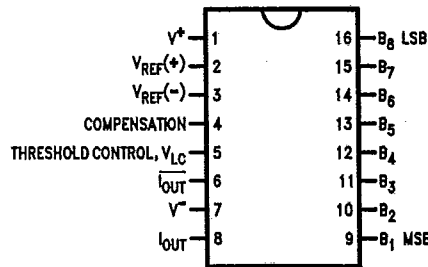 V+ 1 16 B8 LSB
VREF(+) 2 15 B7
VREF(−) 3 14 B6
COMPENSATION 4 13 B5
THRESHOLD CONTROL, VLC 5 12 B4
IOUT 6 11 B3
V− 7 10 B2
IOUT 8 9 B1 MSB